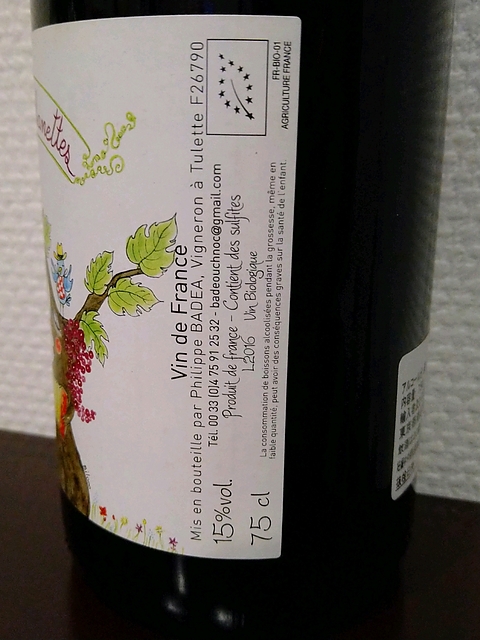 Vin de France
Mis en bouteille par Philippe BADEA, Vigneron à Tulette F26790
Tél. 00 33 (0)4 75 91 25 32 - badeouchnoc@gmail.com
Produit de france - Contient des sulfites
L2016 Vin Biologique
15%vol.
75 cl
La consommation de boissons alcoolisées pendant la grossesse, même en
faible quantité, peut avoir des conséquences graves sur la santé de l'enfant.
FR-BIO-01
AGRICULTURE FRANCE